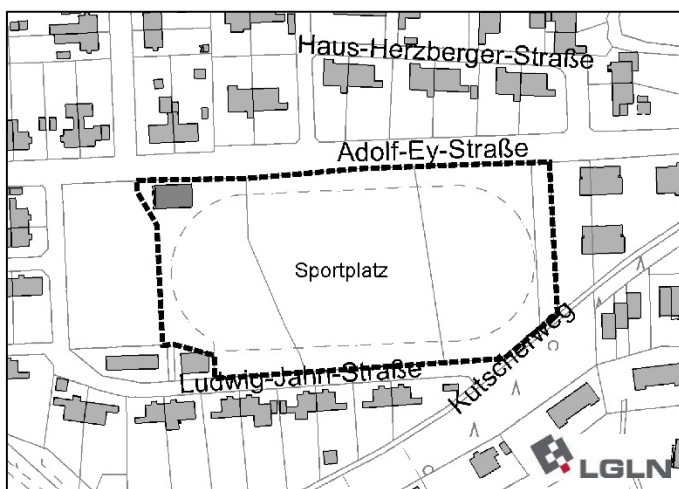 Haus-Herzberger-Straße
Adolf-Ey-Straße
Sportplatz
Ludwig-Jahn-Straße
Kutscherweg
LGLN